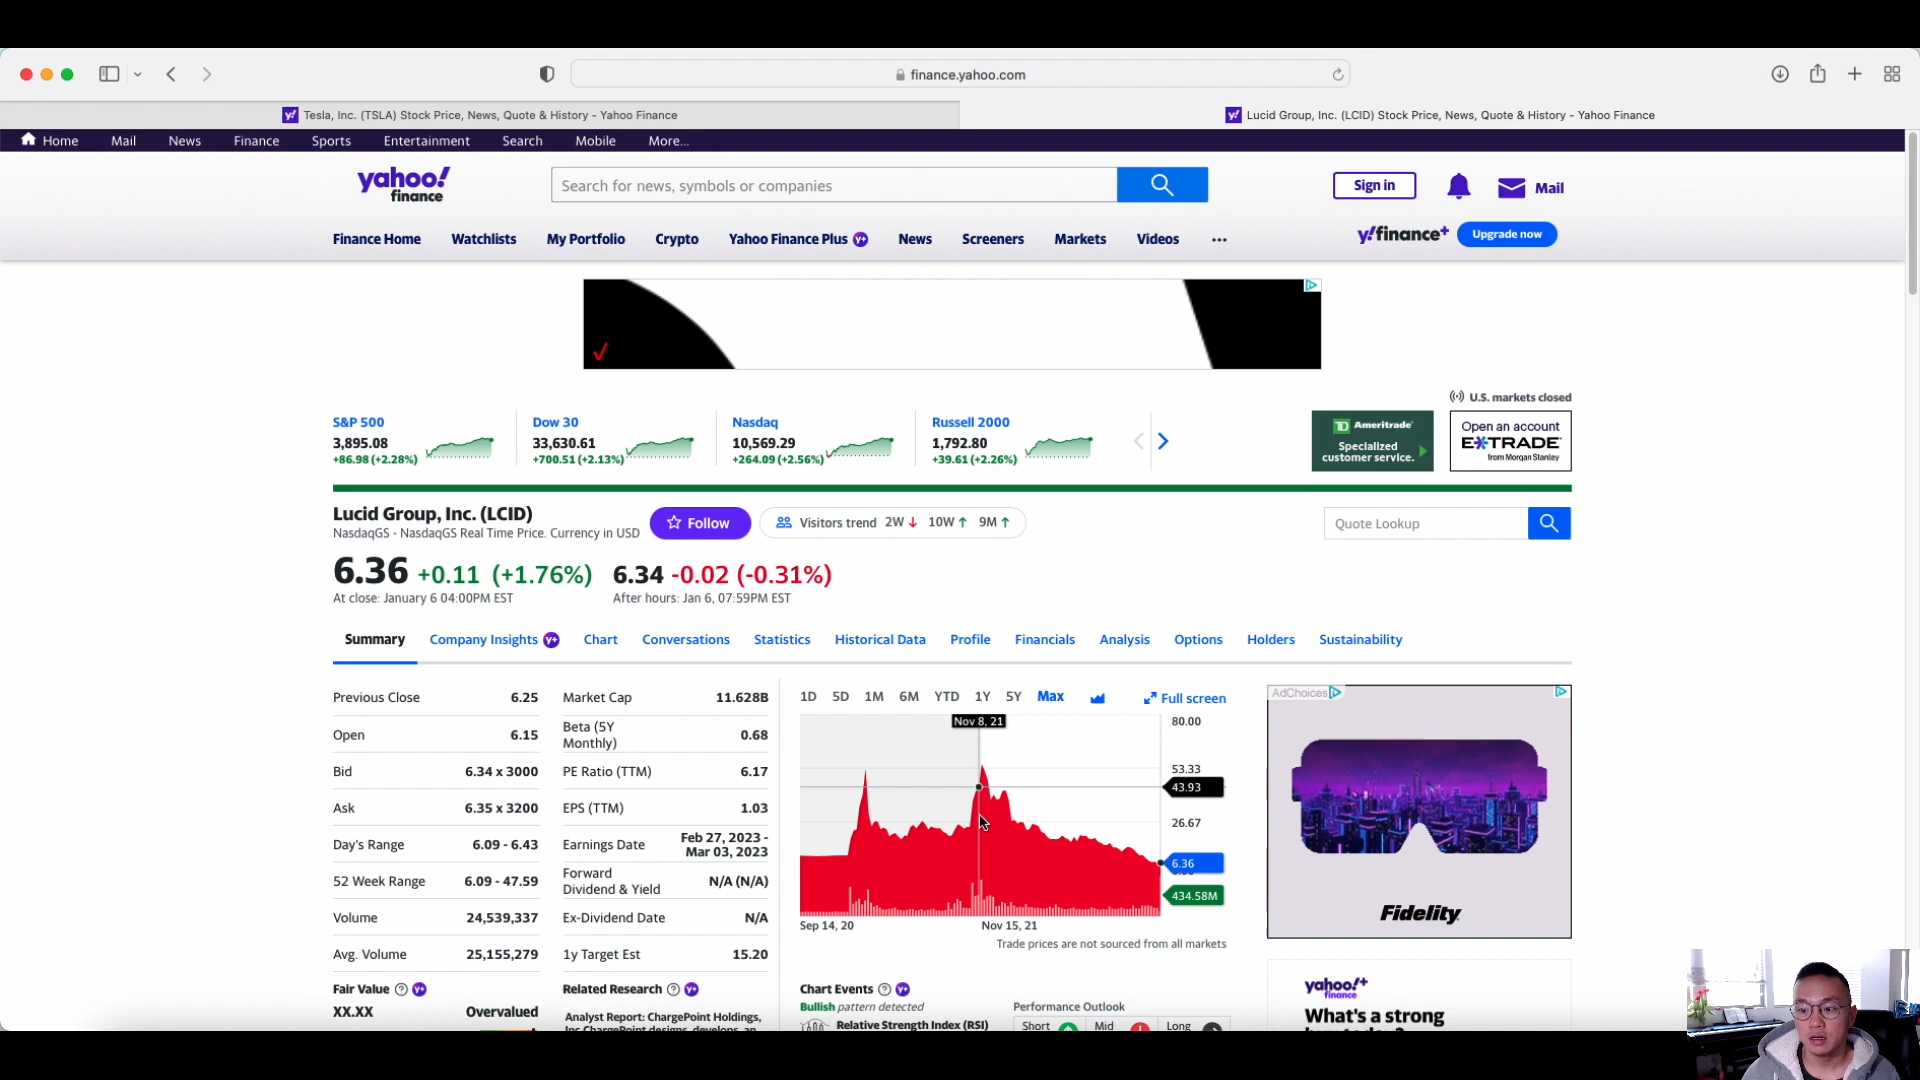 finance.yahoo.com
Tesla, Inc. (TSLA) Stock Price, News, Quote & History - Yahoo Finance
Lucid Group, Inc. (LCID) Stock Price, News, Quote & History - Yahoo Finance
Home Mail News Finance Sports Entertainment Search Mobile More...
yahoo!
finance
Search for news, symbols or companies
Sign in
Mail
Finance Home Watchlists My Portfolio Crypto Yahoo Finance Plus News Screeners Markets Videos ...
y!finance+
Upgrade now
U.S. markets closed
S&P 500
3,895.08
+86.98 (+2.28%)
Dow 30
33,630.61
+700.51 (+2.13%)
Nasdaq
10,569.29
+264.09 (+2.56%)
Russell 2000
1,792.80
+39.61 (+2.26%)
TD Ameritrade
Specialized
customer service.
Open an account
E*TRADE
from Morgan Stanley
Lucid Group, Inc. (LCID)
NasdaqGS - NasdaqGS Real Time Price. Currency in USD
Follow
Visitors trend 2W 10W 9M
Quote Lookup
6.36 +0.11 (+1.76%)
At close: January 6 04:00PM EST
6.34 -0.02 (-0.31%)
After hours: Jan 6, 07:59PM EST
Summary Company Insights Chart Conversations Statistics Historical Data Profile Financials Analysis Options Holders Sustainability
Previous Close 6.25
Open 6.15
Bid 6.34 x 3000
Ask 6.35 x 3200
Day's Range 6.09 - 6.43
52 Week Range 6.09 - 47.59
Volume 24,539,337
Avg. Volume 25,155,279
Market Cap 11.628B
Beta (5Y
Monthly) 0.68
PE Ratio (TTM) 6.17
EPS (TTM) 1.03
Earnings Date Feb 27, 2023 -
Mar 03, 2023
Forward
Dividend & Yield N/A (N/A)
Ex-Dividend Date N/A
1y Target Est 15.20
1D 5D 1M 6M YTD 1Y 5Y Max
Full screen
Nov 8, 21
80.00
53.33
43.93
26.67
6.36
434.58M
Sep 14, 20
Nov 15, 21
Trade prices are not sourced from all markets
AdChoices
Fidelity
Fair Value
XX.XX Overvalued
Related Research
Analyst Report: ChargePoint Holdings,
Inc ChargePoint designs, develops, an
Chart Events
Bullish pattern detected
Relative Strength Index (RSI)
Performance Outlook
Short
Mid
Long
yahoo!+
finance
What's a strong